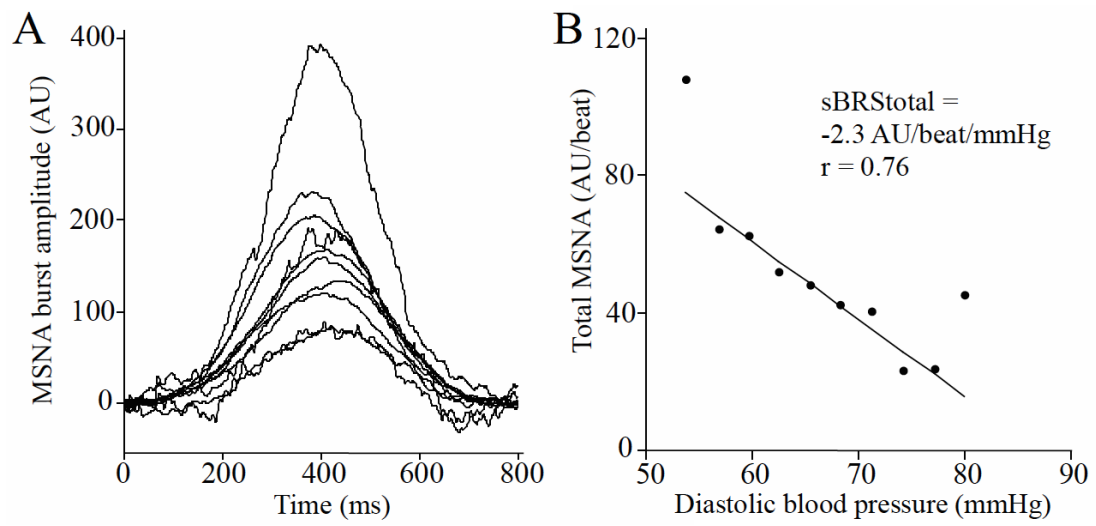 A
MSNA burst amplitude (AU)
400
300
200
100
0
0 200 400 600 800
Time (ms)
B
Total MSNA (AU/beat)
120
80
40
0
sBRStotal =
-2.3 AU/beat/mmHg
r = 0.76
50 60 70 80 90
Diastolic blood pressure (mmHg)